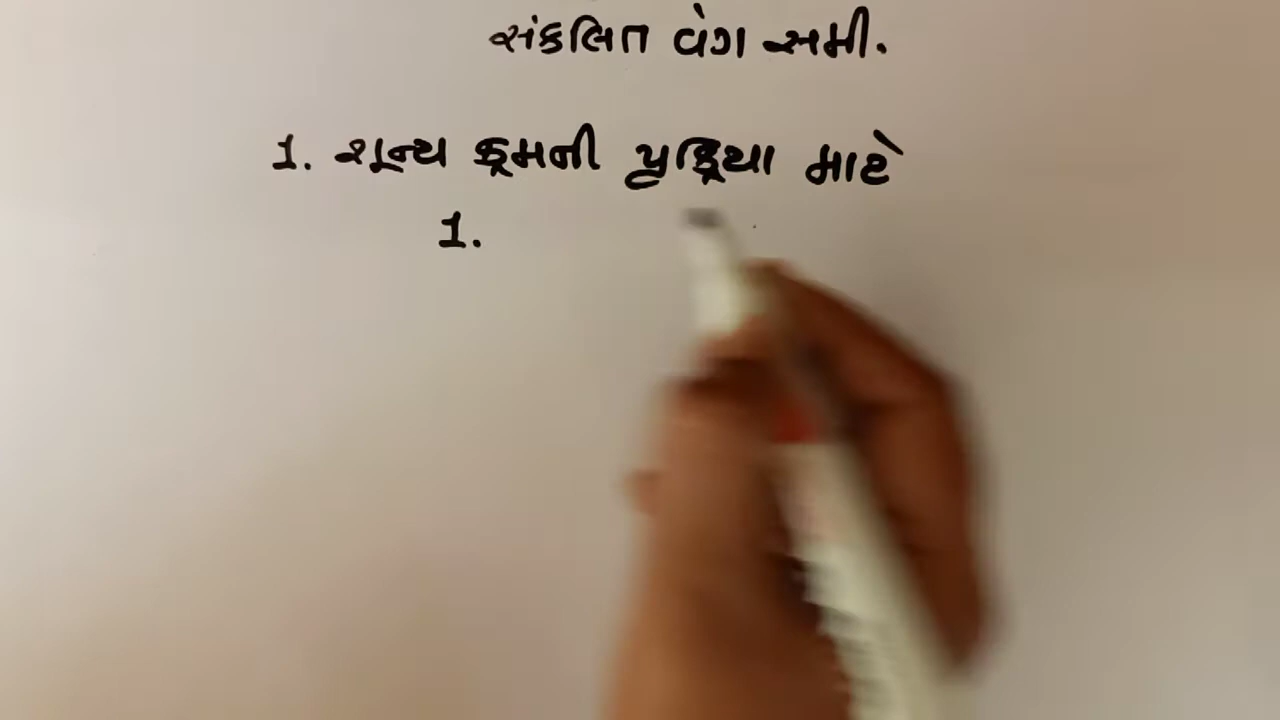 સંકલિત વેગ સમી.
1. શૂન્ય ક્રમની પ્રક્રિયા માટે
1.